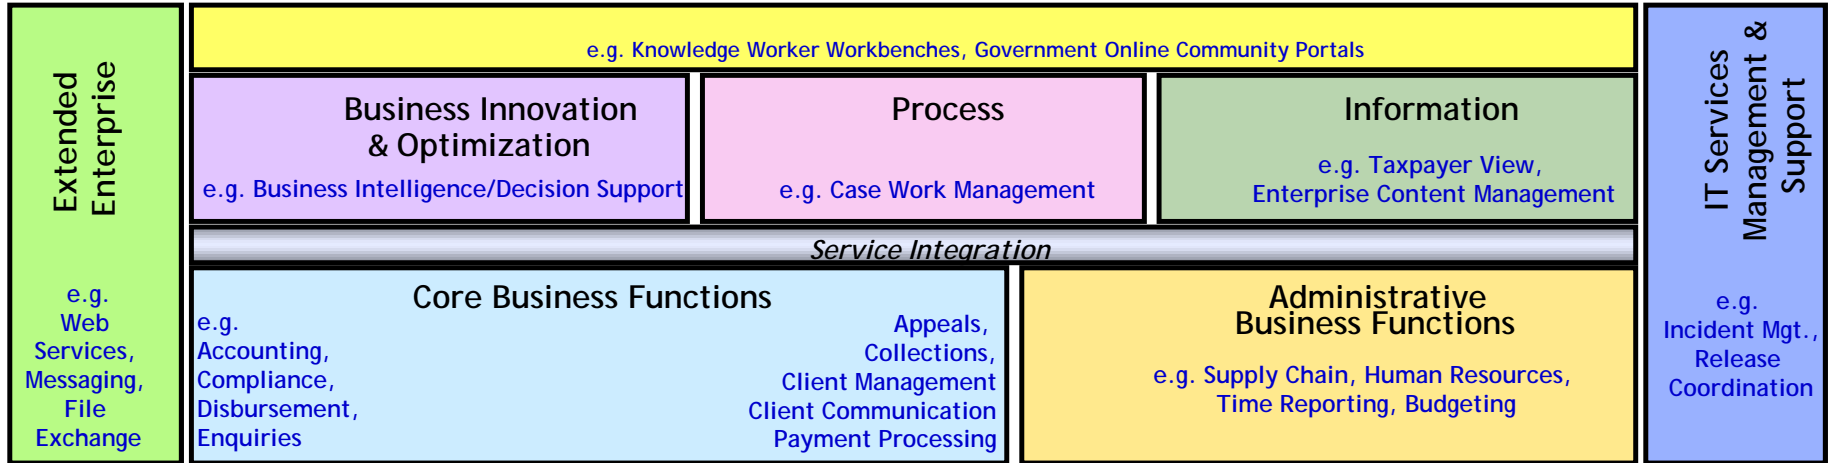 Extended
Enterprise
e.g.
Web
Services,
Messaging,
File
Exchange
e.g. Knowledge Worker Workbenches, Government Online Community Portals
Business Innovation
& Optimization
e.g. Business Intelligence/Decision Support
Process
e.g. Case Work Management
Information
e.g. Taxpayer View,
Enterprise Content Management
Service Integration
Core Business Functions
e.g.
Accounting,
Compliance,
Disbursement,
Enquiries
Appeals,
Collections,
Client Management
Client Communication
Payment Processing
Administrative
Business Functions
e.g. Supply Chain, Human Resources,
Time Reporting, Budgeting
IT Services
Management &
Support
e.g.
Incident Mgt.,
Release
Coordination